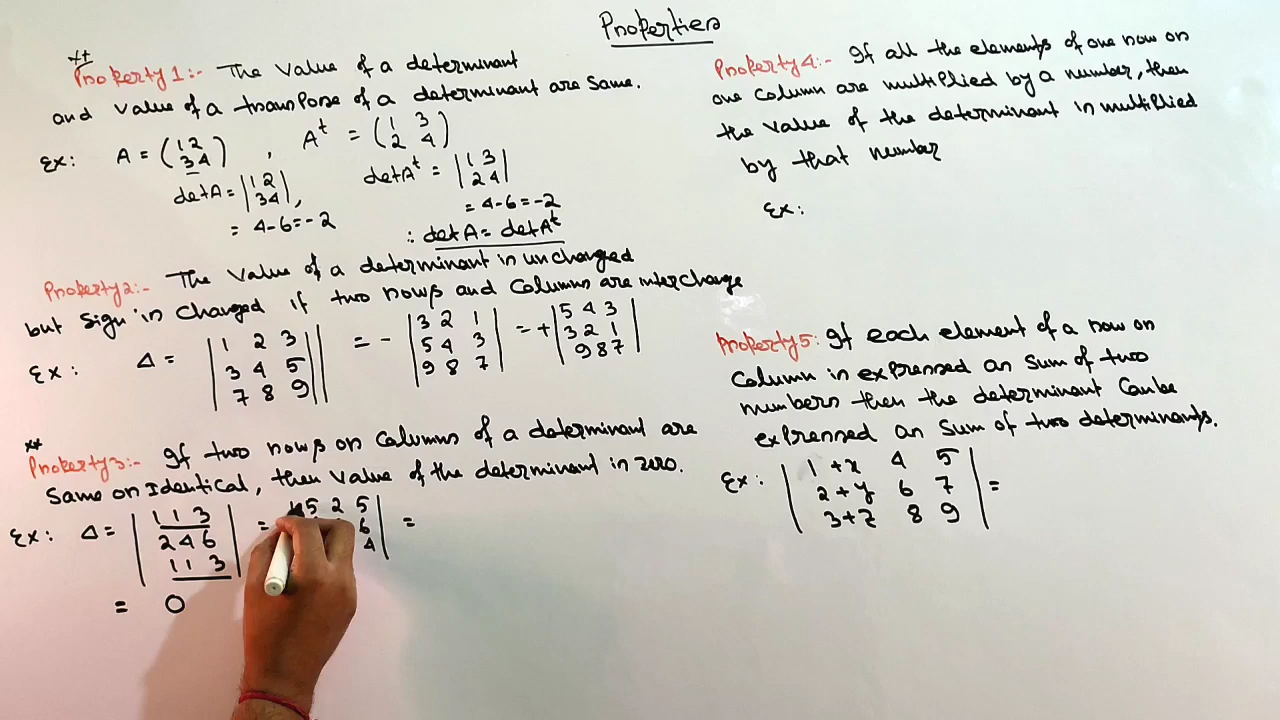 Properties
**
Property 1:- The value of a determinant
and value of a transpose of a determinant are same.
Ex: A = (1 2 3 4) , Aᵗ = (1 3 2 4)
detA = |1 2 3 4|, detAᵗ = |1 3 2 4|
= 4-6=-2 = 4-6=-2
∴ detA = detAᵗ
Property2:- The value of a determinant is unchanged
but sign is changed if two rows and columns are interchange
Ex: Δ = |1 2 3| = - |3 2 1| = + |5 4 3|
|3 4 5| |5 4 3| |3 2 1|
|7 8 9| |9 8 7| |9 8 7|
**
Property3:- If two rows or columns of a determinant are
same or Identical, then value of the determinant is zero.
Ex: Δ = |1 1 3| = |5 2 5| =
|2 4 6| 6|
|1 1 3| 4|
= 0
Property4:- If all the elements of one row or
one column are multiplied by a number, then
the value of the determinant is multiplied
by that number
Ex:
Property5: If each element of a row or
column is expressed as sum of two
numbers then the determinant can be
expressed as sum of two determinants.
Ex: |1+x 4 5| =
|2+y 6 7|
|3+z 8 9|